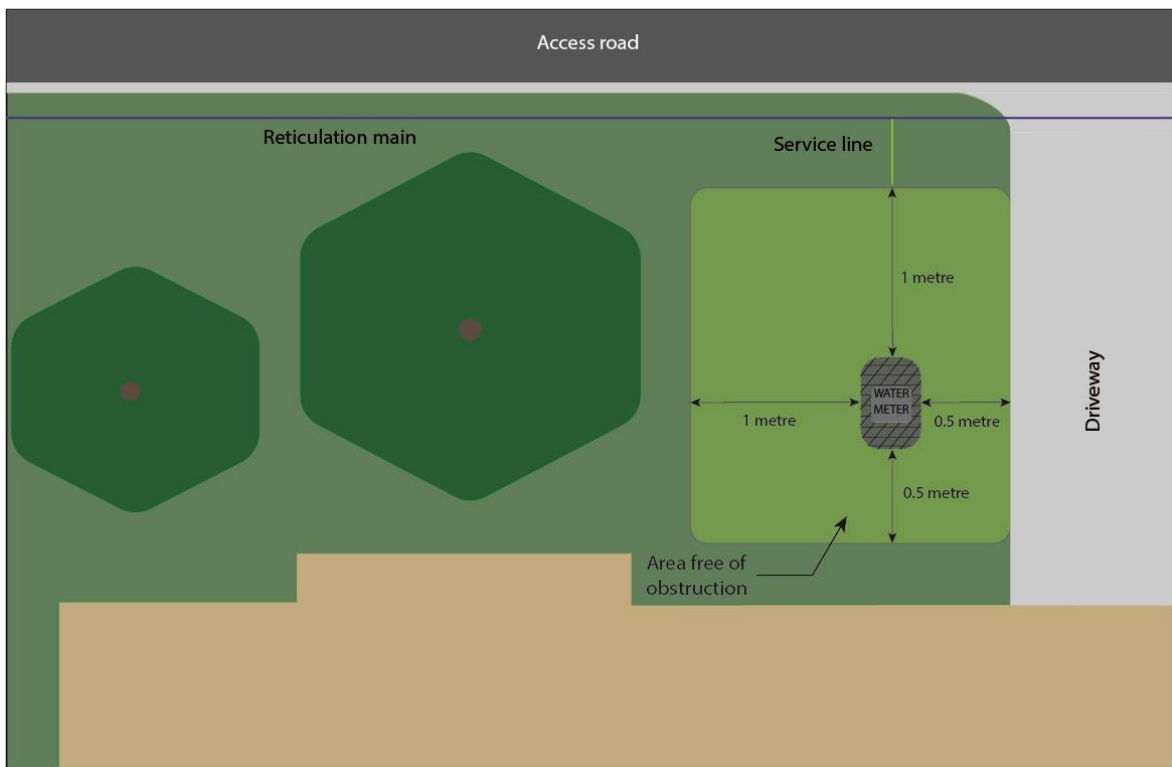 Access road
Reticulation main
Service line
1 metre
WATER
METER
1 metre
0.5 metre
0.5 metre
Driveway
Area free of
obstruction